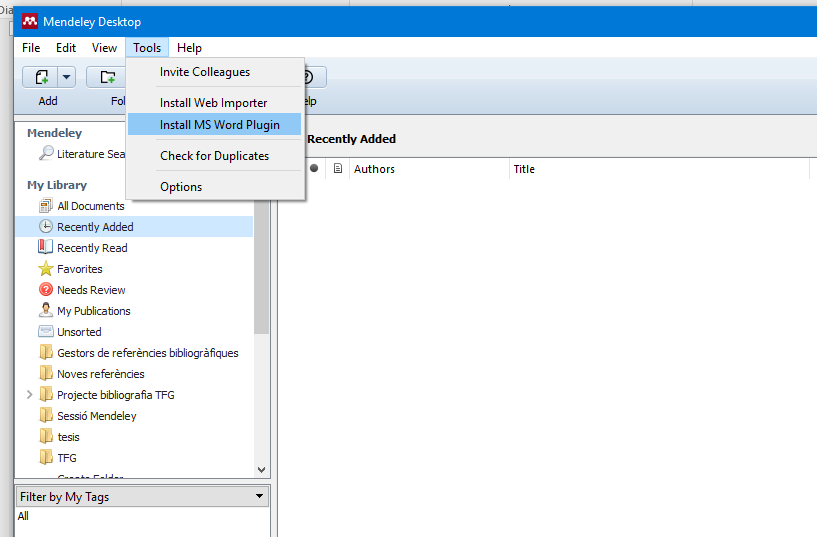 Mendeley Desktop
File Edit View Tools Help
Add
Invite Colleagues
Install Web Importer
Install MS Word Plugin
Check for Duplicates
Options
Mendeley
My Library
All Documents
Recently Added
Recently Read
Favorites
Needs Review
My Publications
Unsorted
Gestors de referències bibliogràfiques
Noves referències
Projecte bibliografia TFG
Sessió Mendeley
tesis
TFG
Create Folder
Filter by My Tags
All
Recently Added
Authors Title